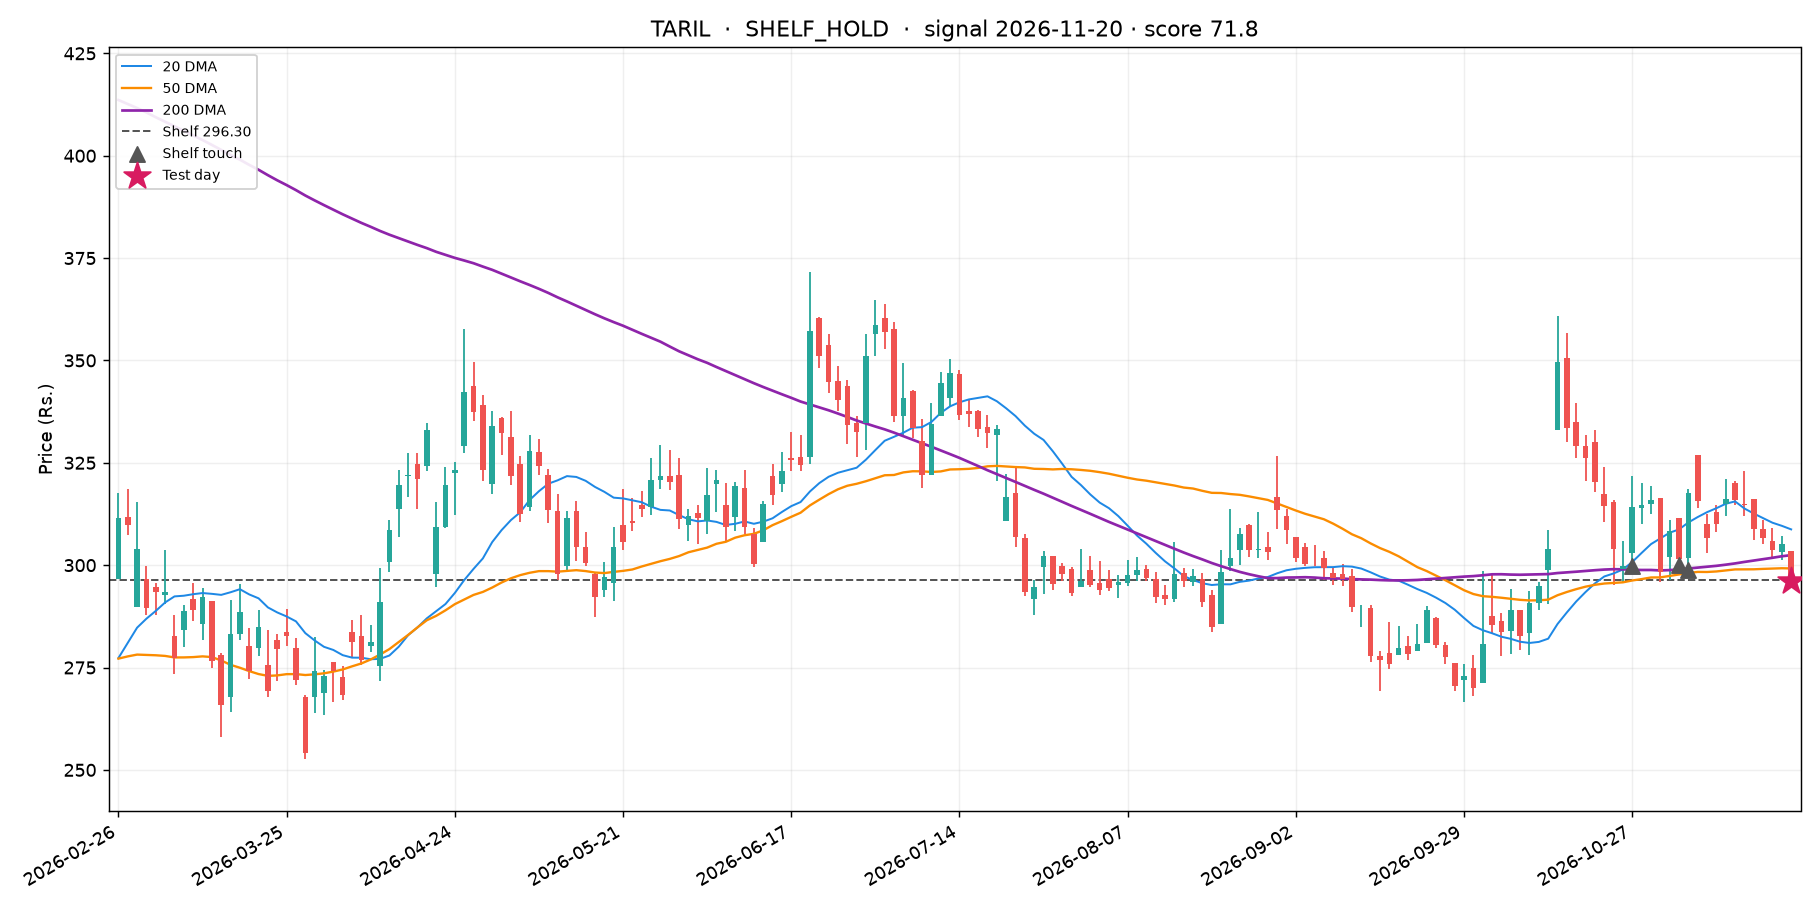 TARIL · SHELF_HOLD · signal 2026-11-20 · score 71.8
20 DMA
50 DMA
200 DMA
Shelf 296.30
Shelf touch
Test day
Price (Rs.)
425
400
375
350
325
300
275
250
2026-02-26
2026-03-25
2026-04-24
2026-05-21
2026-06-17
2026-07-14
2026-08-07
2026-09-02
2026-09-29
2026-10-27